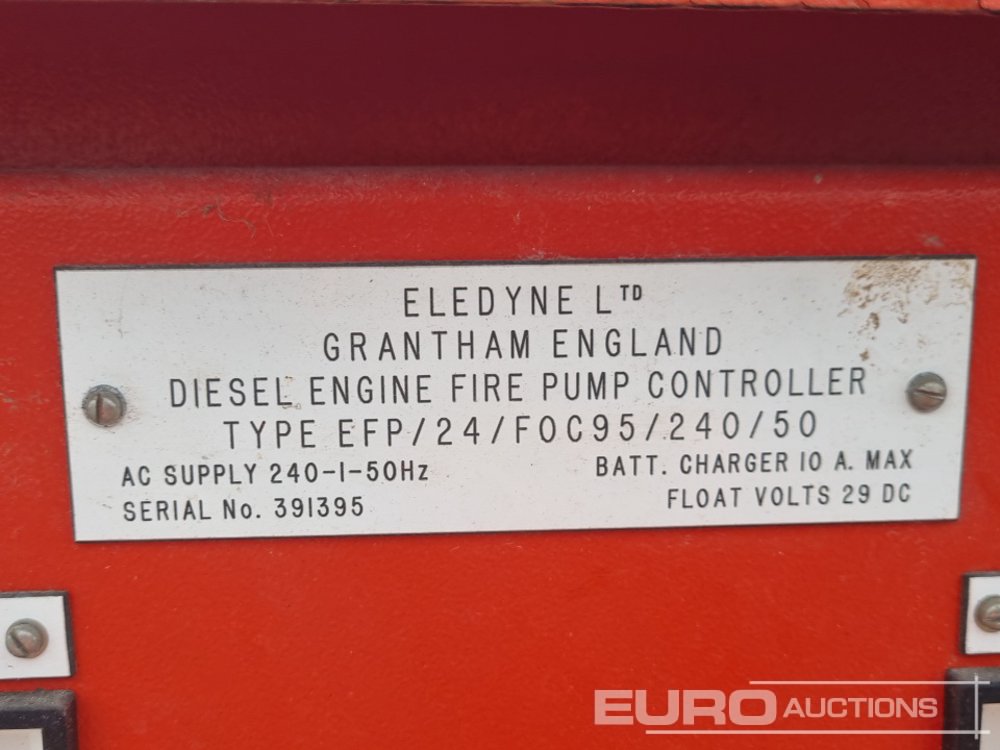 ELEDYNE LTD
GRANTHAM ENGLAND
DIESEL ENGINE FIRE PUMP CONTROLLER
TYPE EFP/24/FOC95/240/50
AC SUPPLY 240-1-50Hz
BATT. CHARGER 10 A. MAX
SERIAL No. 391395
FLOAT VOLTS 29 DC
EURO AUCTIONS